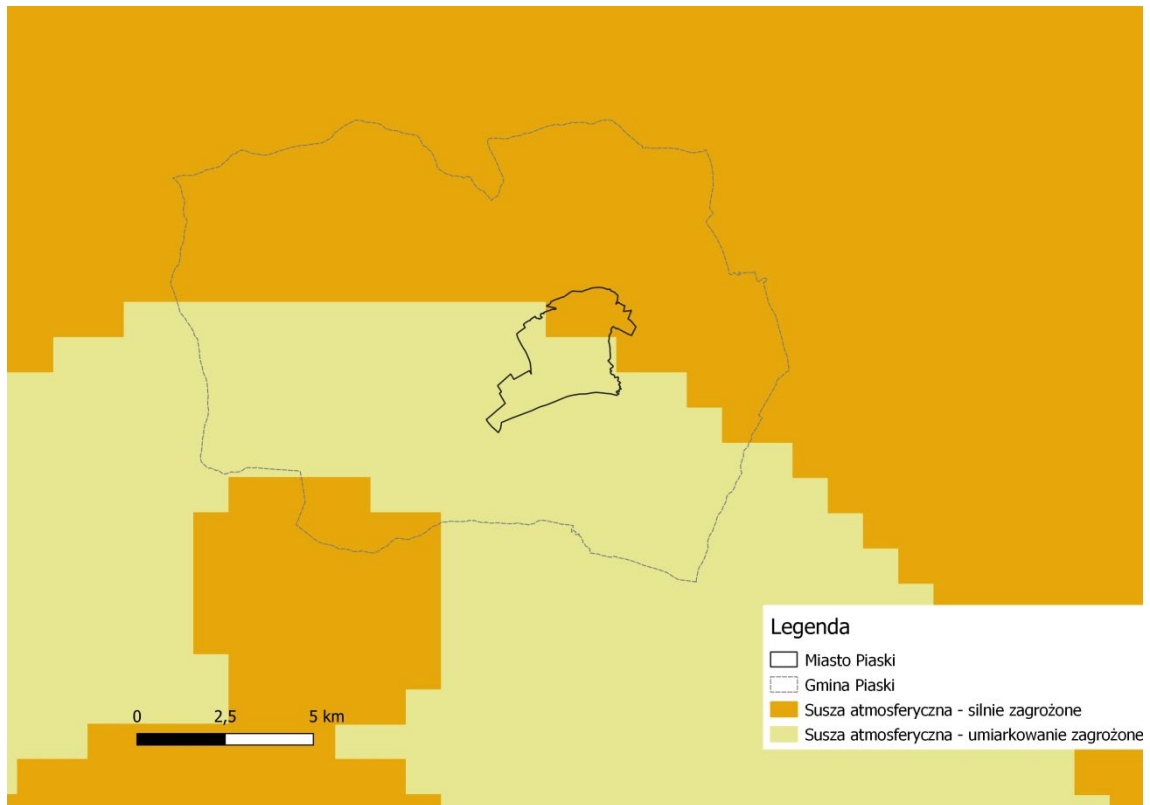 Legenda
Miasto Piaski
Gmina Piaski
Susza atmosferyczna - silnie zagrożone
Susza atmosferyczna - umiarkowanie zagrożone
0 2,5 5 km